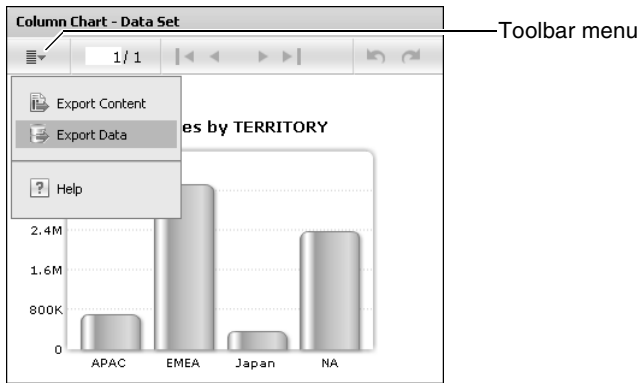 Column Chart - Data Set
Toolbar menu
1/ 1
Export Content
Export Data
es by TERRITORY
? Help
2.4M
1.6M
800K
0
APAC EMEA Japan NA